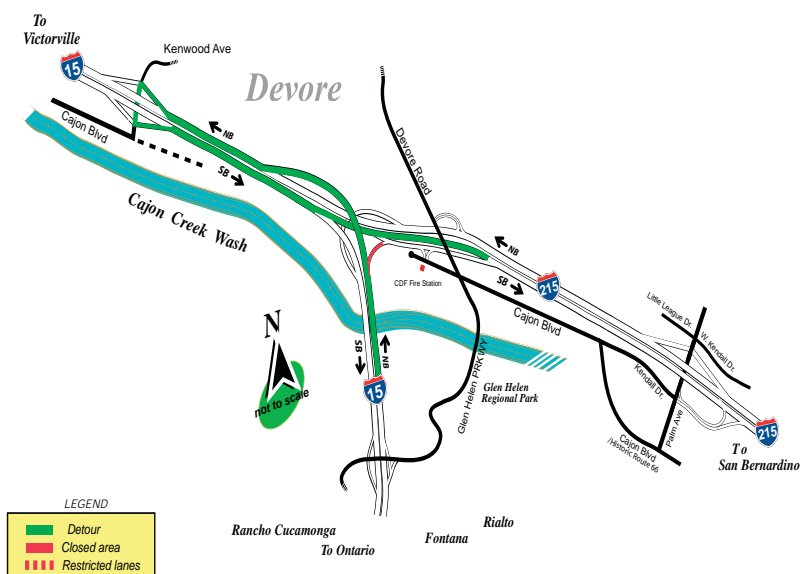 To
Victorville
15
Kenwood Ave
Devore
Cajon Blvd
NB
SB
Devore Road
Cajon Creek Wash
NB
CDF Fire Station
SB
215
Cajon Blvd
Little League Dr.
W. Kendall Dr.
N
not to scale
SB
NB
15
Glen Helen PRKWY
Glen Helen
Regional Park
Kendall Dr.
Palm Ave
Cajon Blvd
/Historic Route 66
215
To
San Bernardino
LEGEND
Detour
Closed area
Restricted lanes
Rancho Cucamonga
To Ontario
Fontana
Rialto